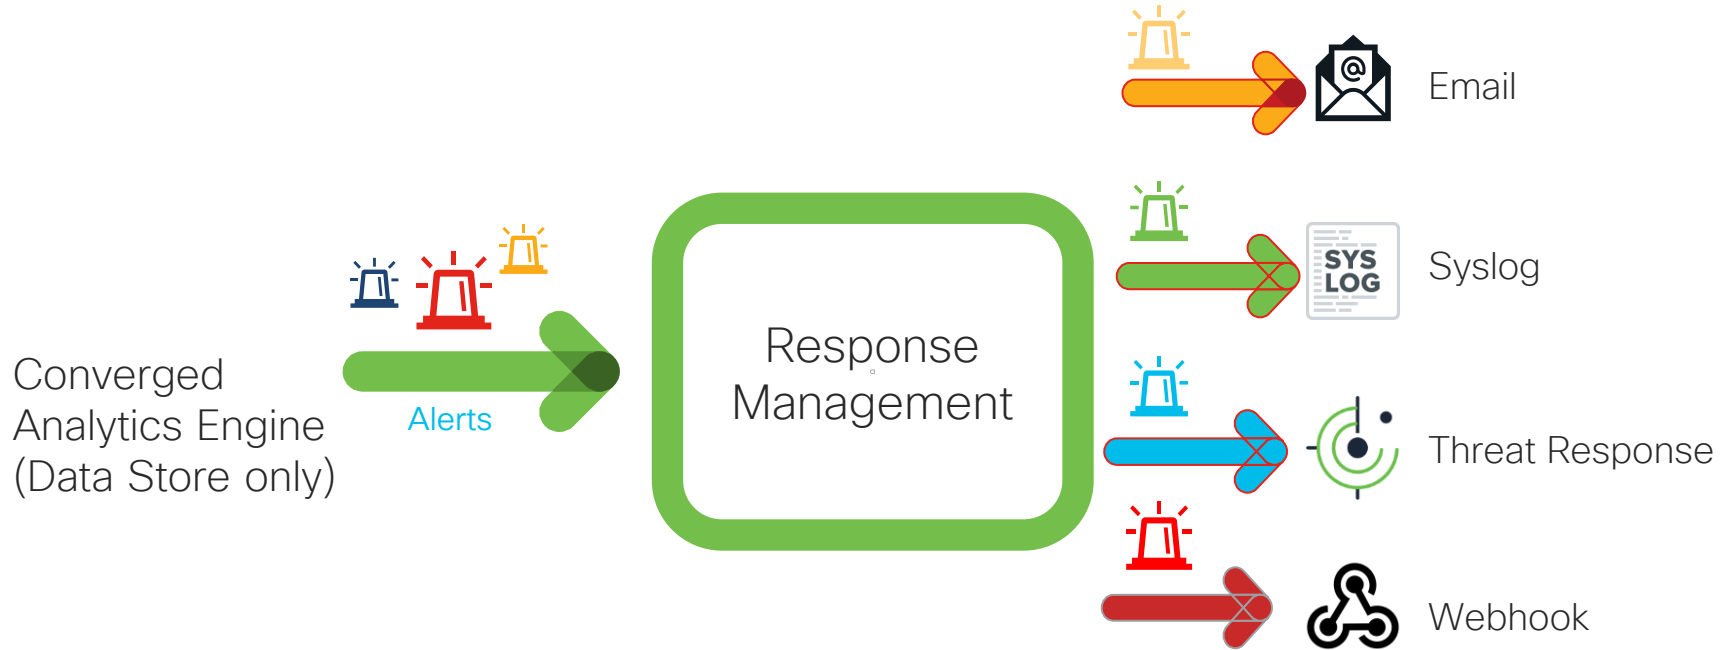 Converged
Analytics Engine
(Data Store only)
Alerts
Response
Management
@
Email
SYS
LOG
Syslog
Threat Response
Webhook